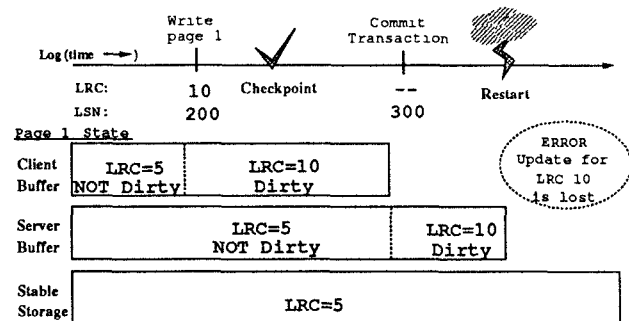 Write
page 1
Commit
Transaction
Log (time → )
LRC: 10 Checkpoint -- Restart
LSN: 200 300
Page 1 State
Client
Buffer
LRC=5
NOT Dirty
LRC=10
Dirty
ERROR
Update for
LRC 10
is lost
Server
Buffer
LRC=5
NOT Dirty
LRC=10
Dirty
Stable
Storage
LRC=5